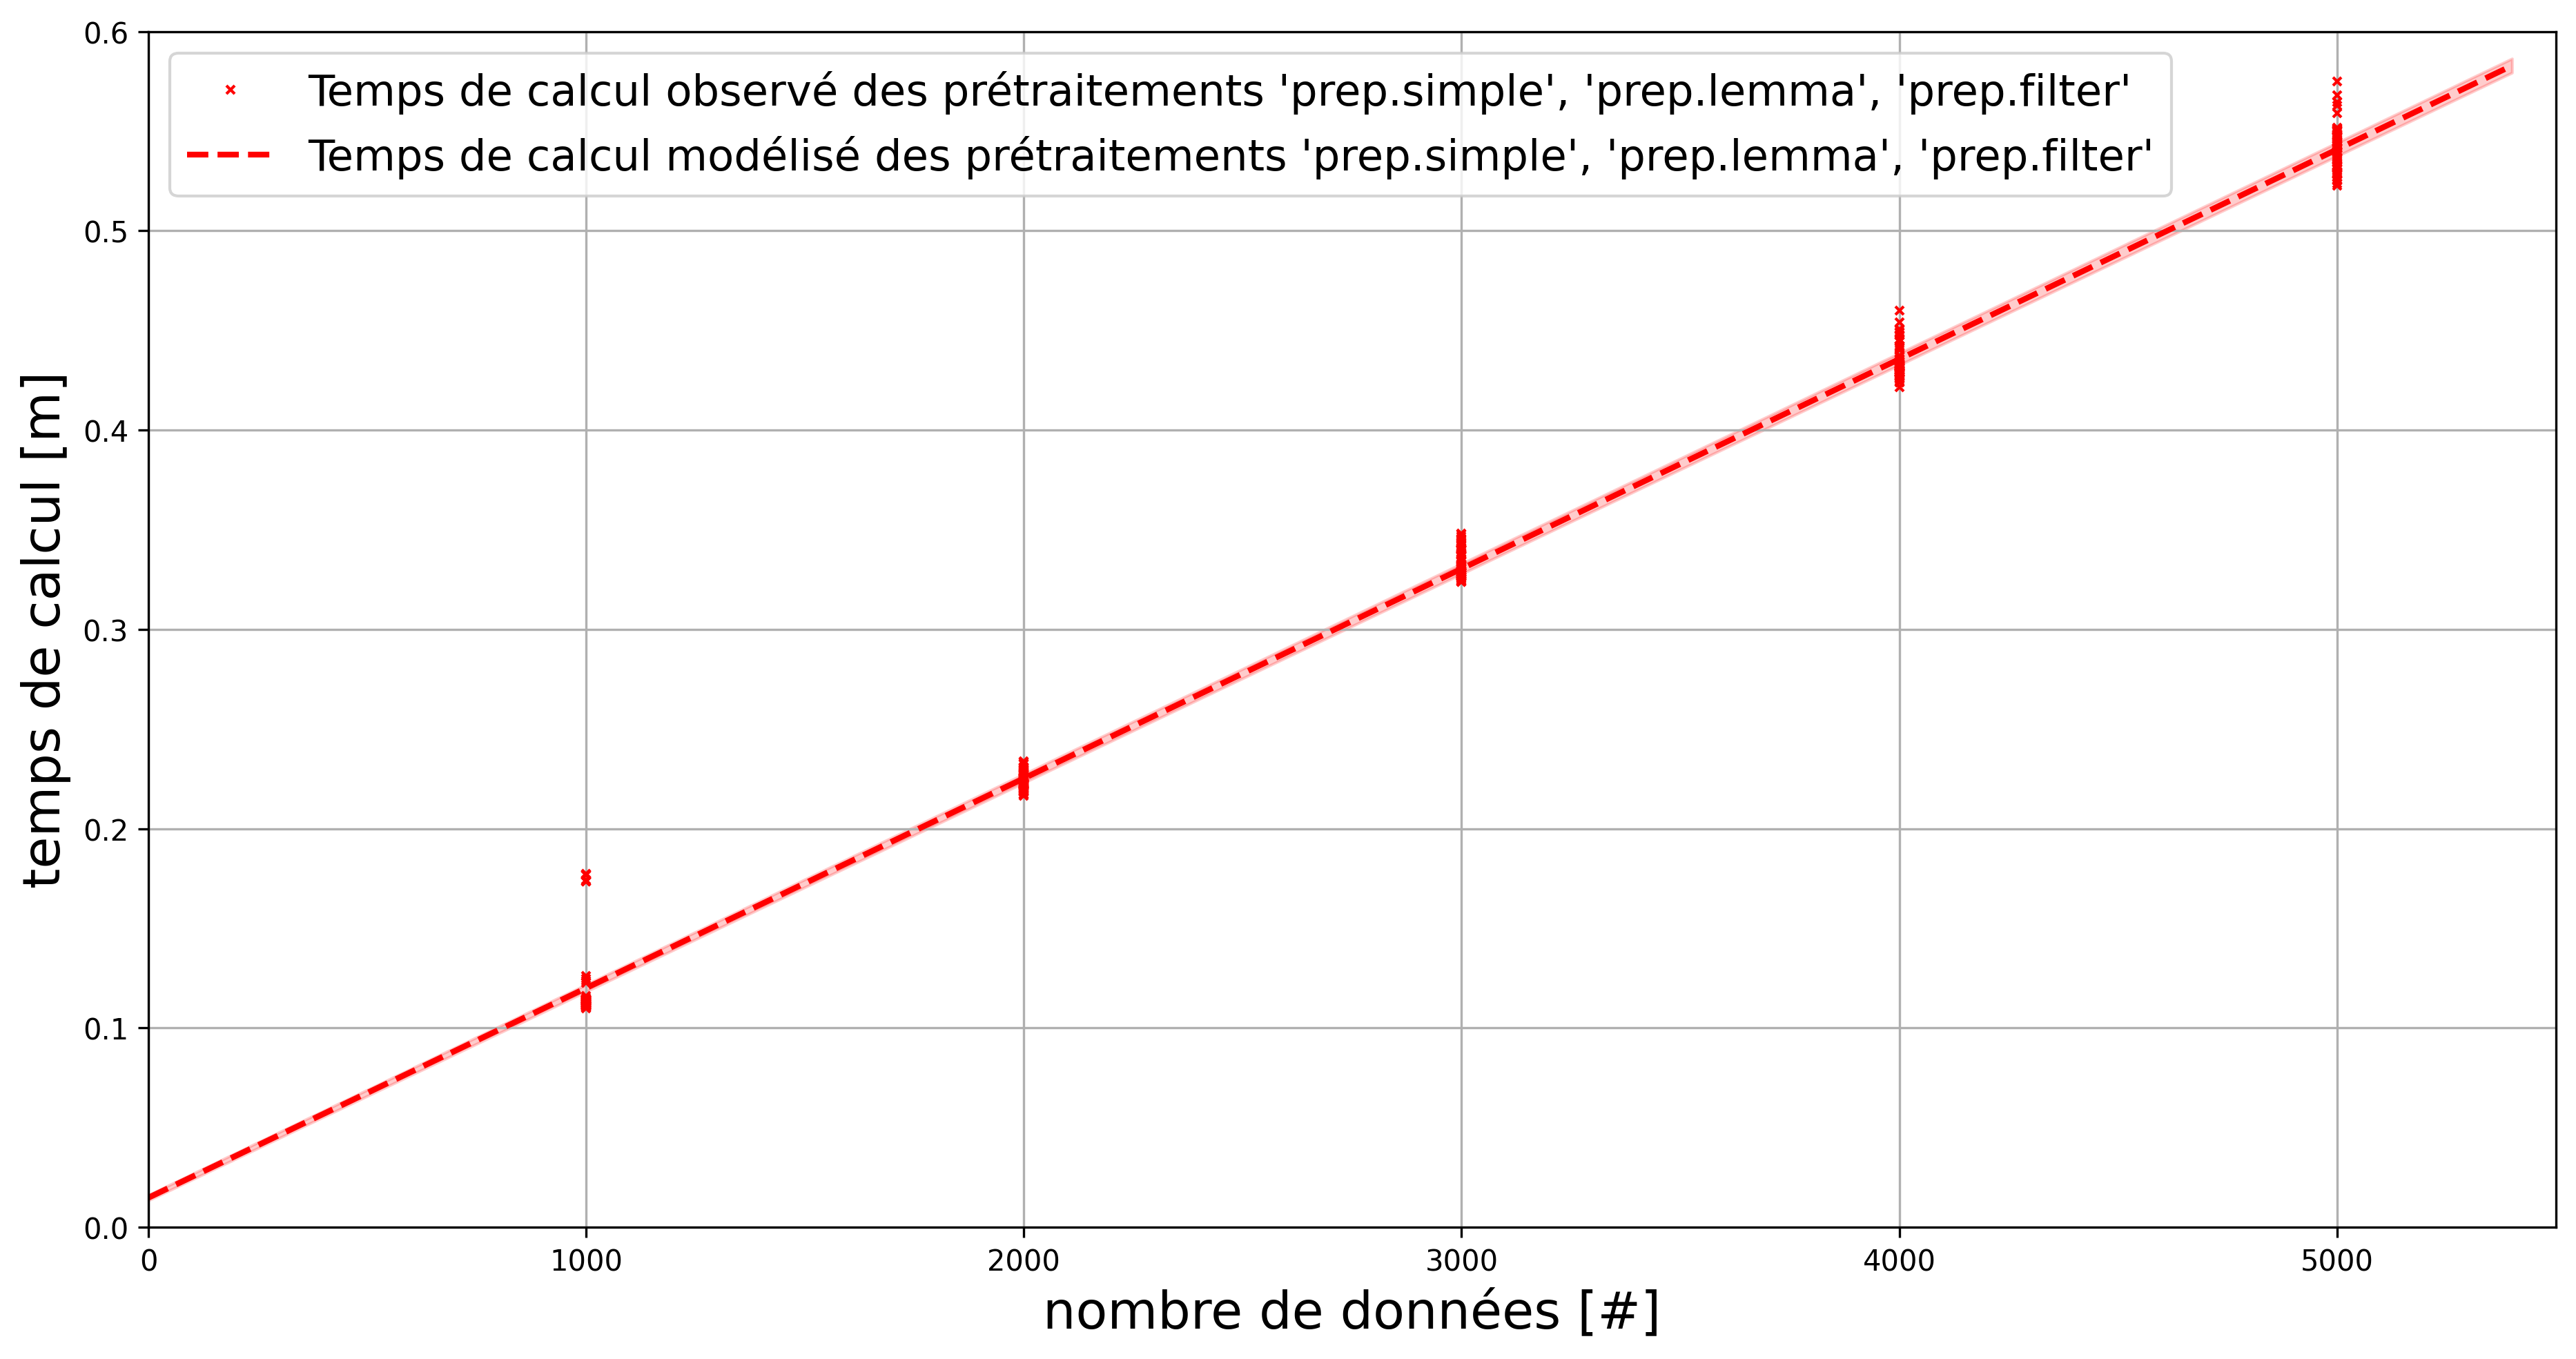 Temps de calcul observé des prétraitements 'prep.simple', 'prep.lemma', 'prep.filter'
Temps de calcul modélisé des prétraitements 'prep.simple', 'prep.lemma', 'prep.filter'
temps de calcul [m]
0.6
0.5
0.4
0.3
0.2
0.1
0.0
0 1000 2000 3000 4000 5000
nombre de données [#]